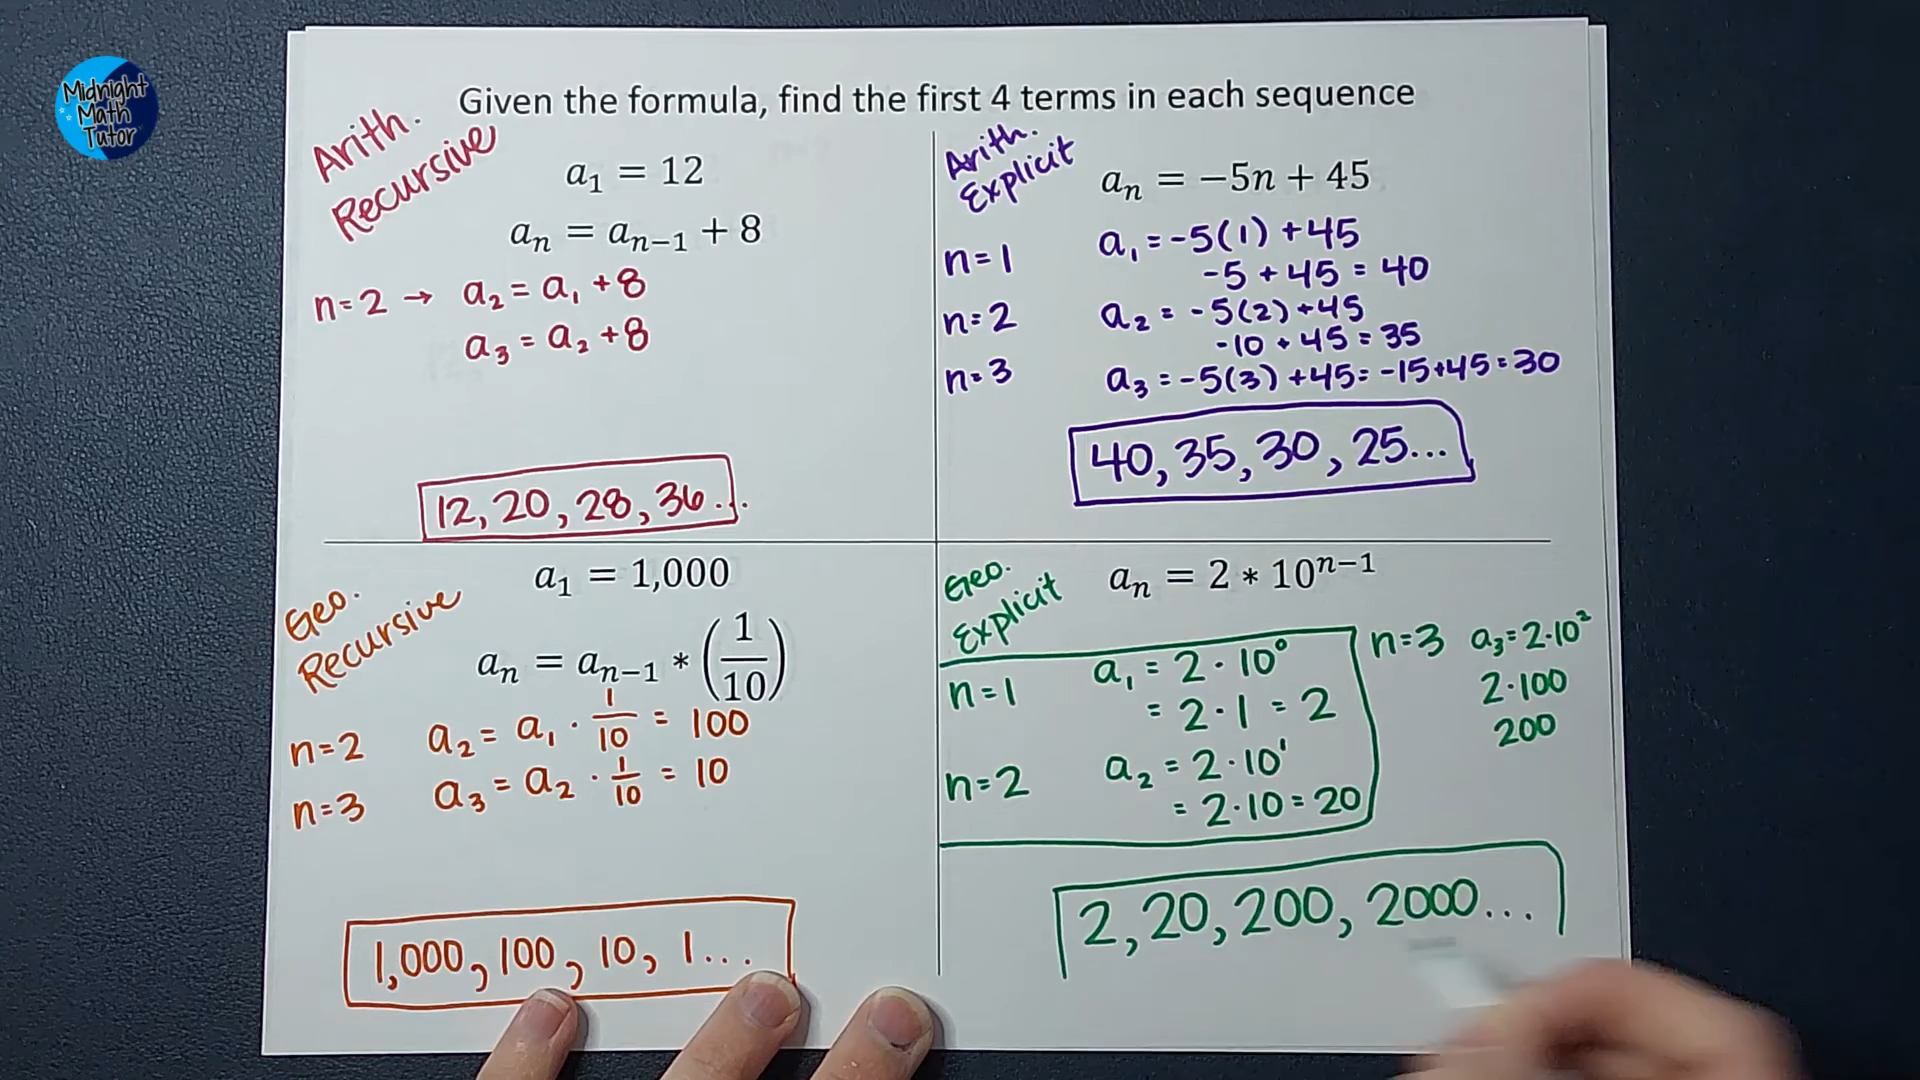 Midnight
Math
Tutor
Given the formula, find the first 4 terms in each sequence
Arith.
Recursive
a₁ = 12
aₙ = aₙ₋₁ + 8
n=2 → a₂ = a₁ +8
a₃ = a₂ +8
12, 20, 28, 36...
Arith.
Explicit
aₙ = −5n + 45
n=1 a₁ = -5(1) +45
-5 + 45 = 40
n=2 a₂ = -5(2)+45
-10 + 45 = 35
n=3 a₃ = -5(3) +45= -15+45=30
40, 35, 30, 25...
Geo.
Recursive
a₁ = 1,000
aₙ = aₙ₋₁ * (1/10)
n=2 a₂ = a₁ · 1/10 = 100
n=3 a₃ = a₂ · 1/10 = 10
1,000, 100, 10, 1...
Geo.
Explicit
aₙ = 2 * 10ⁿ⁻¹
n=1 a₁ = 2 · 10⁰
= 2 · 1 = 2
n=2 a₂ = 2·10¹
= 2·10 = 20
n=3 a₃=2·10²
2·100
200
2, 20, 200, 2000...